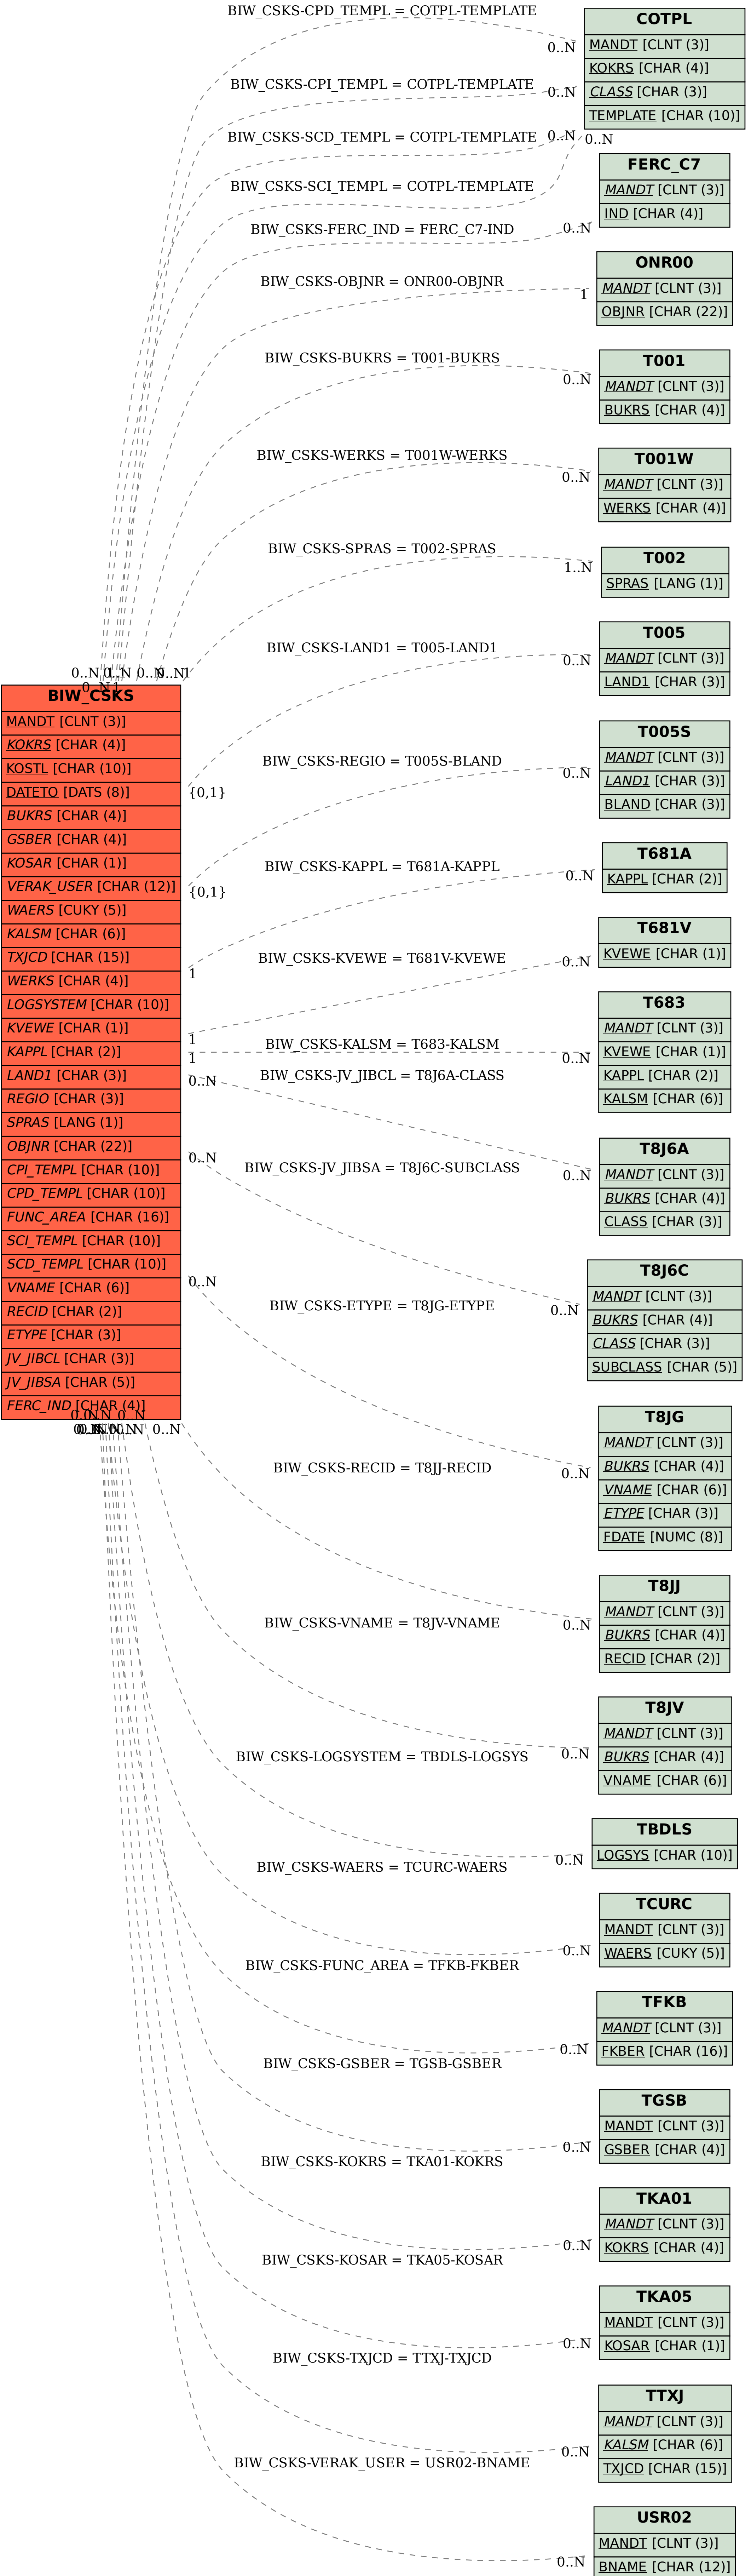 BIW_CSKS-CPD_TEMPL = COTPL-TEMPLATE
0..N
BIW_CSKS-CPI_TEMPL = COTPL-TEMPLATE
0..N
BIW_CSKS-SCD_TEMPL = COTPL-TEMPLATE
0..N
0..N
BIW_CSKS-SCI_TEMPL = COTPL-TEMPLATE
COTPL
MANDT [CLNT (3)]
KOKRS [CHAR (4)]
CLASS [CHAR (3)]
TEMPLATE [CHAR (10)]
BIW_CSKS-FERC_IND = FERC_C7-IND
0..N
FERC_C7
MANDT [CLNT (3)]
IND [CHAR (4)]
BIW_CSKS-OBJNR = ONR00-OBJNR
1
ONR00
MANDT [CLNT (3)]
OBJNR [CHAR (22)]
BIW_CSKS-BUKRS = T001-BUKRS
0..N
T001
MANDT [CLNT (3)]
BUKRS [CHAR (4)]
BIW_CSKS-WERKS = T001W-WERKS
0..N
T001W
MANDT [CLNT (3)]
WERKS [CHAR (4)]
BIW_CSKS-SPRAS = T002-SPRAS
1..N
T002
SPRAS [LANG (1)]
BIW_CSKS-LAND1 = T005-LAND1
0..N
T005
MANDT [CLNT (3)]
LAND1 [CHAR (3)]
0..N
0..N
1
BIW_CSKS
MANDT [CLNT (3)]
KOKRS [CHAR (4)]
KOSTL [CHAR (10)]
DATETO [DATS (8)]
BUKRS [CHAR (4)]
GSBER [CHAR (4)]
KOSAR [CHAR (1)]
VERAK_USER [CHAR (12)]
WAERS [CUKY (5)]
KALSM [CHAR (6)]
TXJCD [CHAR (15)]
WERKS [CHAR (4)]
LOGSYSTEM [CHAR (10)]
KVEWE [CHAR (1)]
KAPPL [CHAR (2)]
LAND1 [CHAR (3)]
REGIO [CHAR (3)]
SPRAS [LANG (1)]
OBJNR [CHAR (22)]
CPI_TEMPL [CHAR (10)]
CPD_TEMPL [CHAR (10)]
FUNC_AREA [CHAR (16)]
SCI_TEMPL [CHAR (10)]
SCD_TEMPL [CHAR (10)]
VNAME [CHAR (6)]
RECID [CHAR (2)]
ETYPE [CHAR (3)]
JV_JIBCL [CHAR (3)]
JV_JIBSA [CHAR (5)]
FERC_IND [CHAR (4)]
{0,1}
BIW_CSKS-REGIO = T005S-BLAND
0..N
T005S
MANDT [CLNT (3)]
LAND1 [CHAR (3)]
BLAND [CHAR (3)]
{0,1}
BIW_CSKS-KAPPL = T681A-KAPPL
0..N
T681A
KAPPL [CHAR (2)]
1
BIW_CSKS-KVEWE = T681V-KVEWE
0..N
T681V
KVEWE [CHAR (1)]
1
BIW_CSKS-KALSM = T683-KALSM
1
0..N
T683
MANDT [CLNT (3)]
KVEWE [CHAR (1)]
KAPPL [CHAR (2)]
KALSM [CHAR (6)]
BIW_CSKS-JV_JIBCL = T8J6A-CLASS
0..N
0..N
T8J6A
MANDT [CLNT (3)]
BUKRS [CHAR (4)]
CLASS [CHAR (3)]
0..N
BIW_CSKS-JV_JIBSA = T8J6C-SUBCLASS
0..N
T8J6C
MANDT [CLNT (3)]
BUKRS [CHAR (4)]
CLASS [CHAR (3)]
SUBCLASS [CHAR (5)]
0..N
BIW_CSKS-ETYPE = T8JG-ETYPE
0..N
T8JG
MANDT [CLNT (3)]
BUKRS [CHAR (4)]
VNAME [CHAR (6)]
ETYPE [CHAR (3)]
FDATE [NUMC (8)]
0..N
0..N
BIW_CSKS-RECID = T8JJ-RECID
0..N
T8JJ
MANDT [CLNT (3)]
BUKRS [CHAR (4)]
RECID [CHAR (2)]
BIW_CSKS-VNAME = T8JV-VNAME
0..N
T8JV
MANDT [CLNT (3)]
BUKRS [CHAR (4)]
VNAME [CHAR (6)]
BIW_CSKS-LOGSYSTEM = TBDLS-LOGSYS
0..N
TBDLS
LOGSYS [CHAR (10)]
BIW_CSKS-WAERS = TCURC-WAERS
0..N
TCURC
MANDT [CLNT (3)]
WAERS [CUKY (5)]
BIW_CSKS-FUNC_AREA = TFKB-FKBER
0..N
TFKB
MANDT [CLNT (3)]
FKBER [CHAR (16)]
BIW_CSKS-GSBER = TGSB-GSBER
0..N
TGSB
MANDT [CLNT (3)]
GSBER [CHAR (4)]
BIW_CSKS-KOKRS = TKA01-KOKRS
0..N
TKA01
MANDT [CLNT (3)]
KOKRS [CHAR (4)]
BIW_CSKS-KOSAR = TKA05-KOSAR
0..N
TKA05
MANDT [CLNT (3)]
KOSAR [CHAR (1)]
BIW_CSKS-TXJCD = TTXJ-TXJCD
0..N
TTXJ
MANDT [CLNT (3)]
KALSM [CHAR (6)]
TXJCD [CHAR (15)]
BIW_CSKS-VERAK_USER = USR02-BNAME
0..N
USR02
MANDT [CLNT (3)]
BNAME [CHAR (12)]